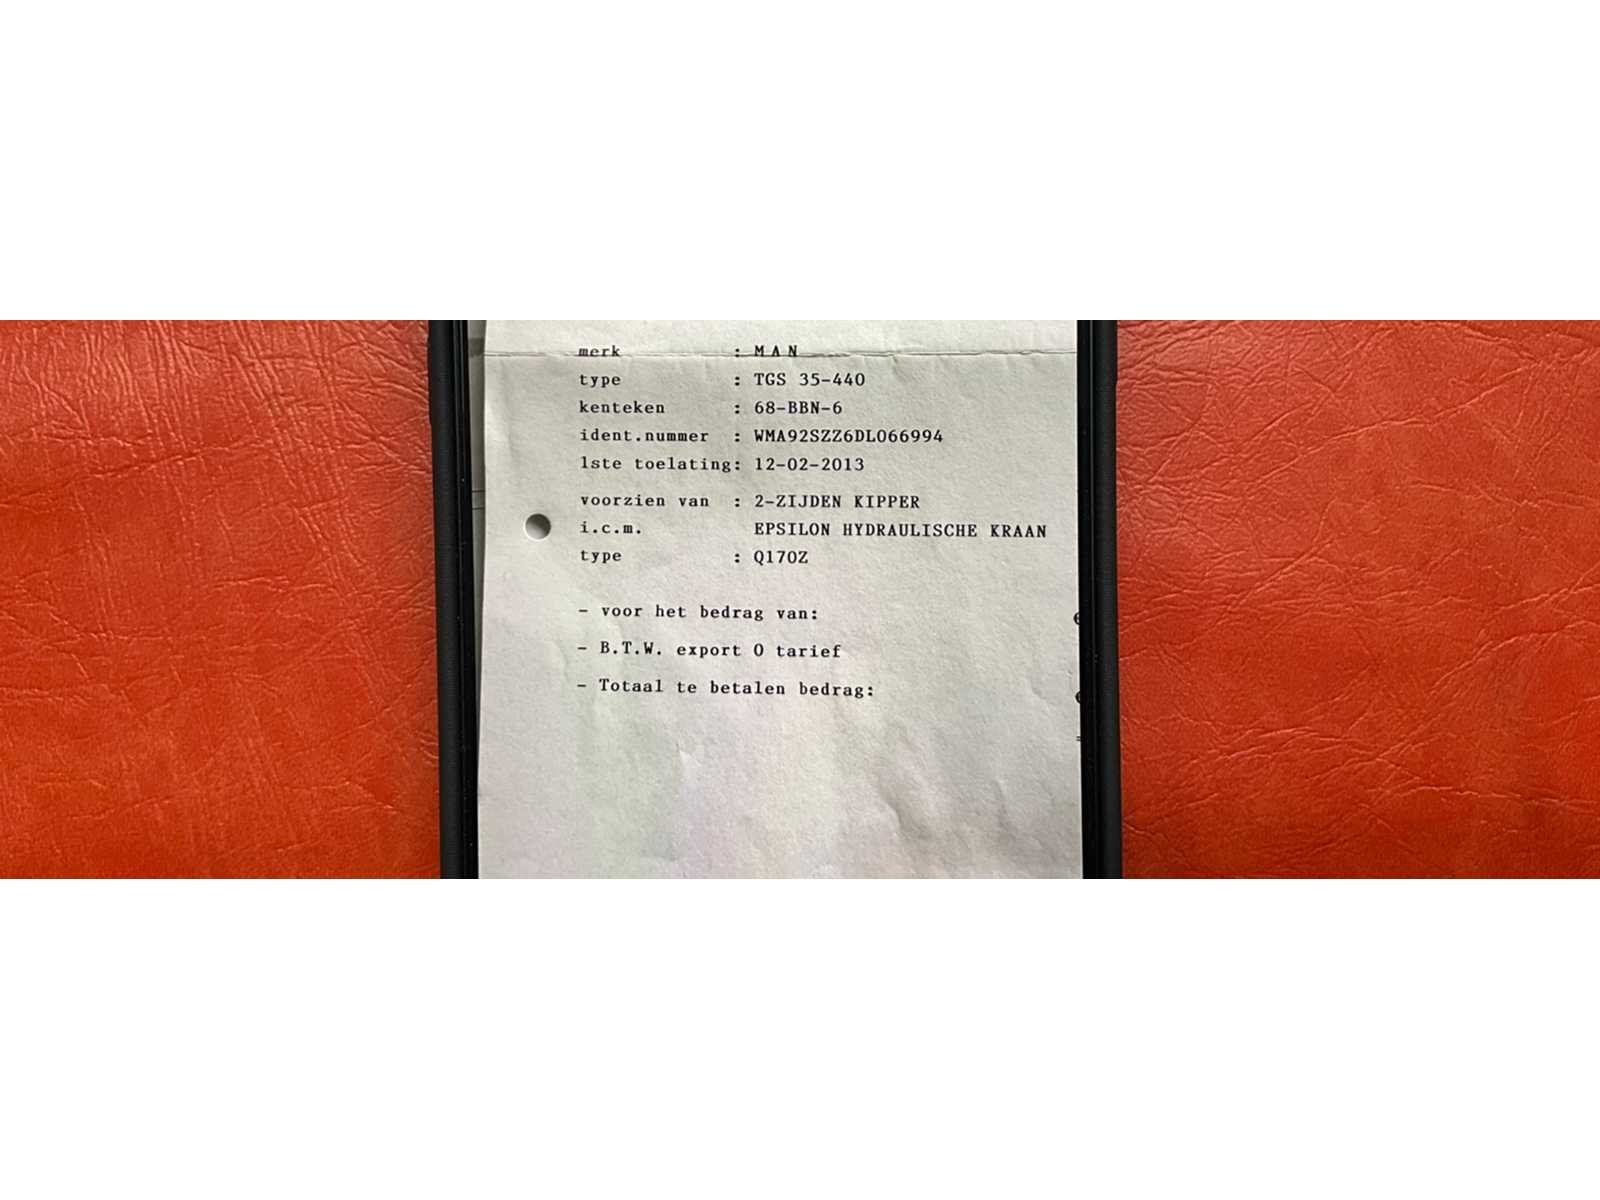 merk : M A N
type : TGS 35-440
kenteken : 68-BBN-6
ident.nummer : WMA92SZZ6DL066994
1ste toelating: 12-02-2013
voorzien van : 2-ZIJDEN KIPPER
i.c.m. EPSILON HYDRAULISCHE KRAAN
type : Q170Z
- voor het bedrag van:
- B.T.W. export 0 tarief
- Totaal te betalen bedrag: